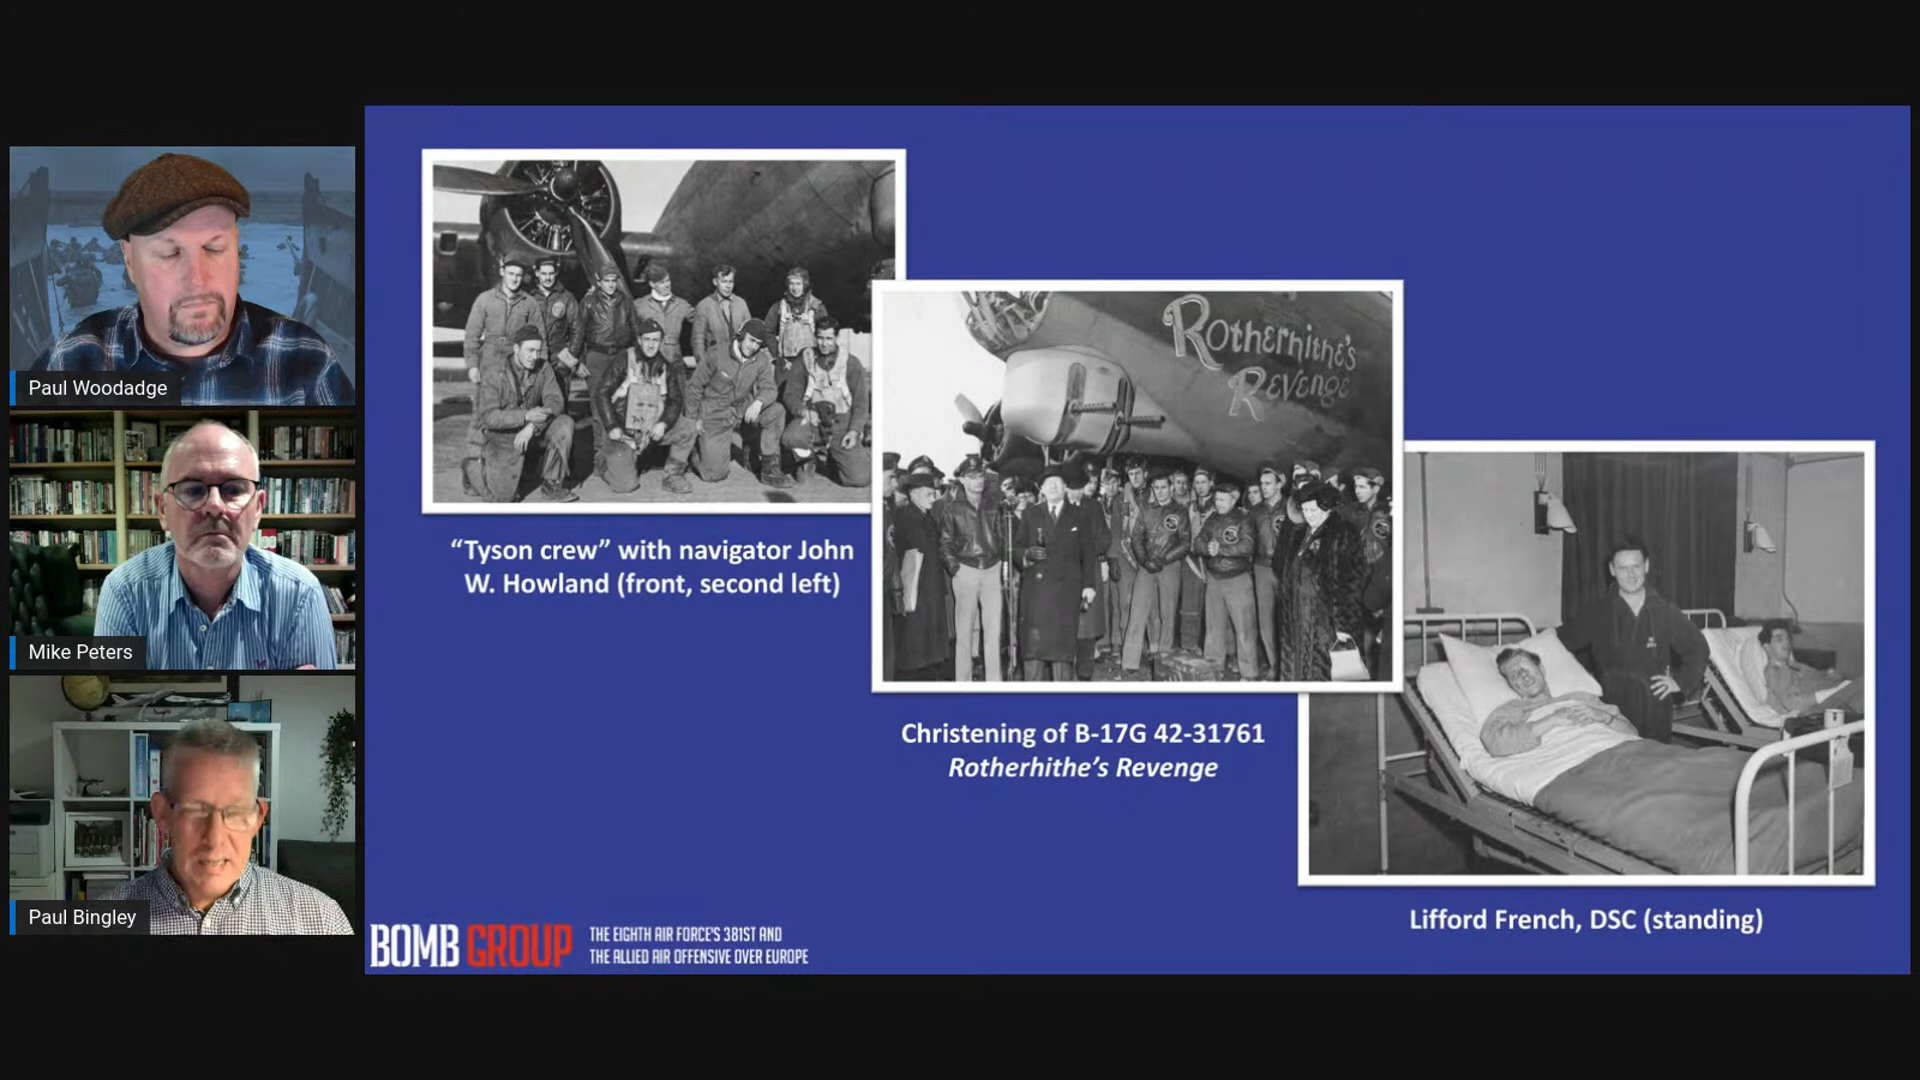 Paul Woodadge
Mike Peters
Paul Bingley
Rotherhithe's
Revenge
“Tyson crew” with navigator John
W. Howland (front, second left)
Christening of B-17G 42-31761
Rotherhithe’s Revenge
Lifford French, DSC (standing)
BOMB GROUP
THE EIGHTH AIR FORCE'S 381ST AND
THE ALLIED AIR OFFENSIVE OVER EUROPE